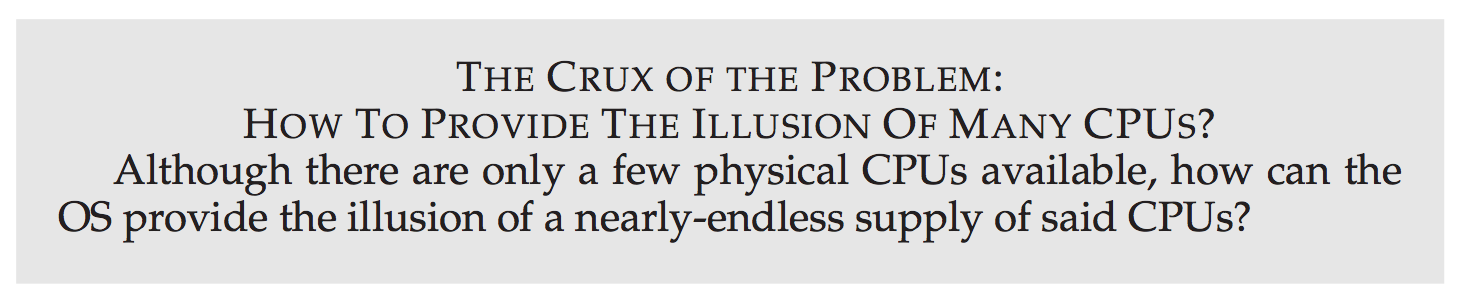 THE CRUX OF THE PROBLEM:
HOW TO PROVIDE THE ILLUSION OF MANY CPUS?
Although there are only a few physical CPUs available, how can the
OS provide the illusion of a nearly-endless supply of said CPUs?